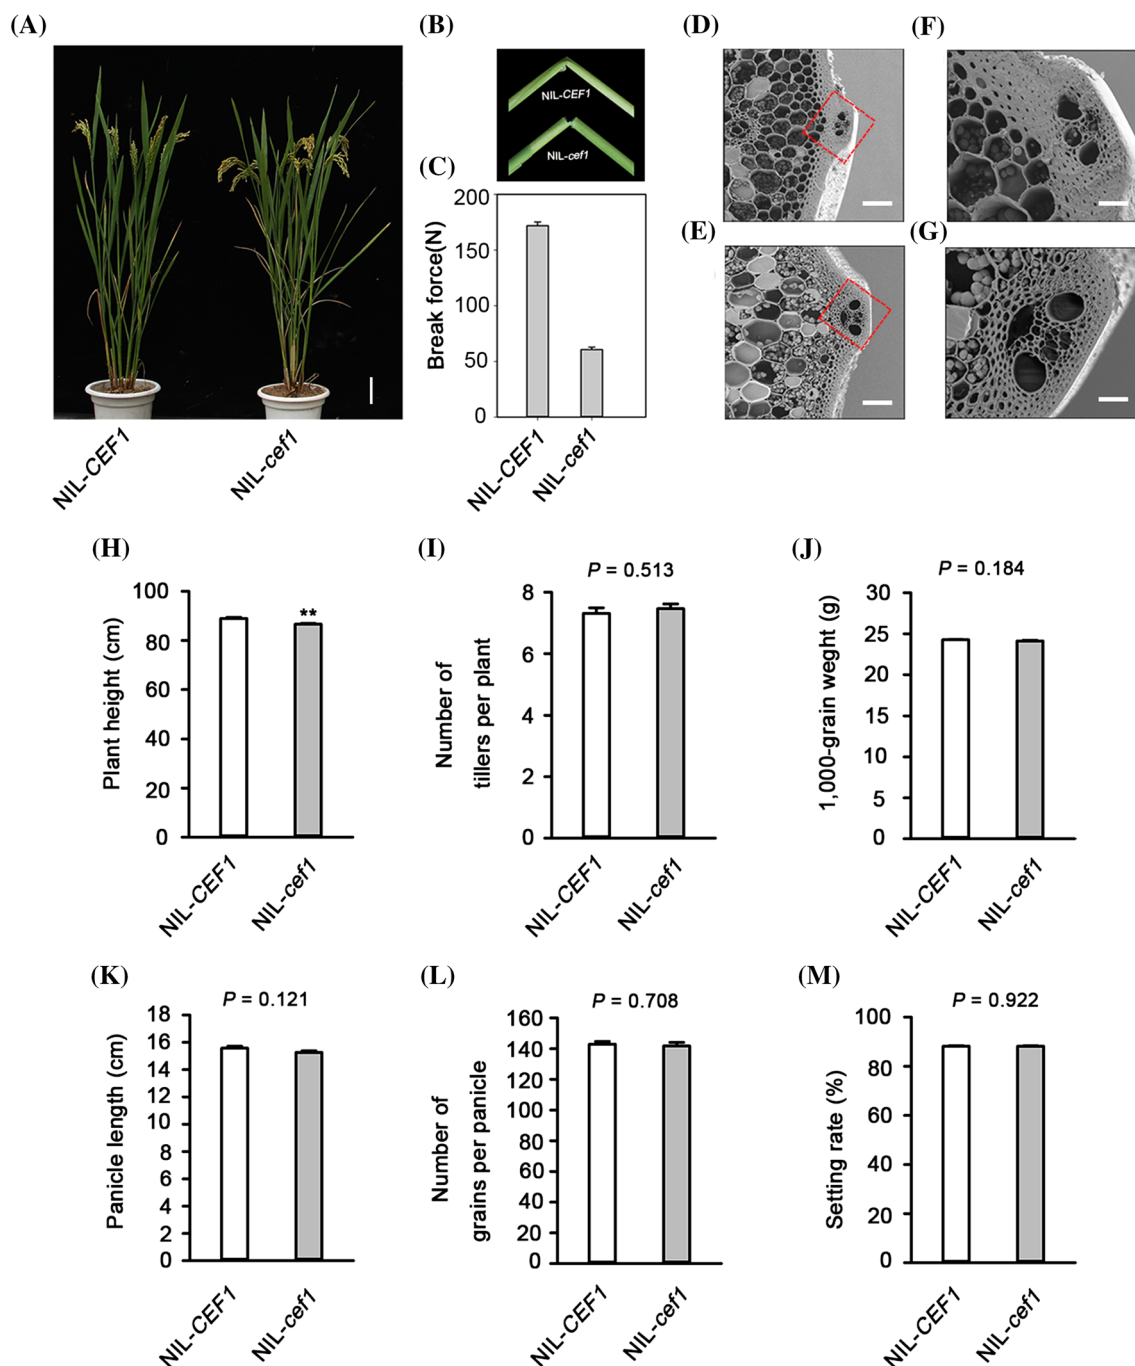 (A)
NIL-CEF1
NIL-cef1
(B)
NIL-CEF1
NIL-cef1
(C)
Break force(N)
200
150
100
50
0
NIL-CEF1
NIL-cef1
(D)
(E)
(F)
(G)
(H)
Plant height (cm)
100
80
60
40
20
0
**
NIL-CEF1
NIL-cef1
(I)
P = 0.513
Number of
tillers per plant
8
6
4
2
0
NIL-CEF1
NIL-cef1
(J)
P = 0.184
1,000-grain weght (g)
30
25
20
15
10
5
0
NIL-CEF1
NIL-cef1
(K)
P = 0.121
Panicle length (cm)
18
16
14
12
10
8
6
4
2
0
NIL-CEF1
NIL-cef1
(L)
P = 0.708
Number of
grains per panicle
160
140
120
100
80
60
40
20
0
NIL-CEF1
NIL-cef1
(M)
P = 0.922
Setting rate (%)
100
80
60
40
20
0
NIL-CEF1
NIL-cef1